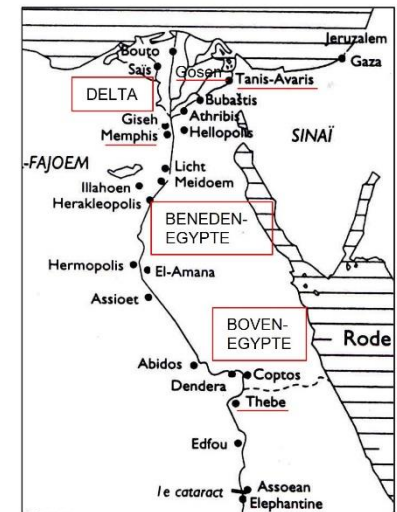 Jeruzalem
Bouto
Gaza
Saïs
Gosen
Tanis-Avaris
DELTA
Bubastis
Athribis
Giseh
Heliopolis
SINAÏ
Memphis
-FAJOEM
Licht
Illahoen
Meidoem
Herakleopolis
BENEDEN-
EGYPTE
Hermopolis
El-Amana
Assioet
BOVEN-
EGYPTE
Rode
Abidos
Coptos
Dendera
Thebe
Edfou
1e cataract
Assoean
Elephantine